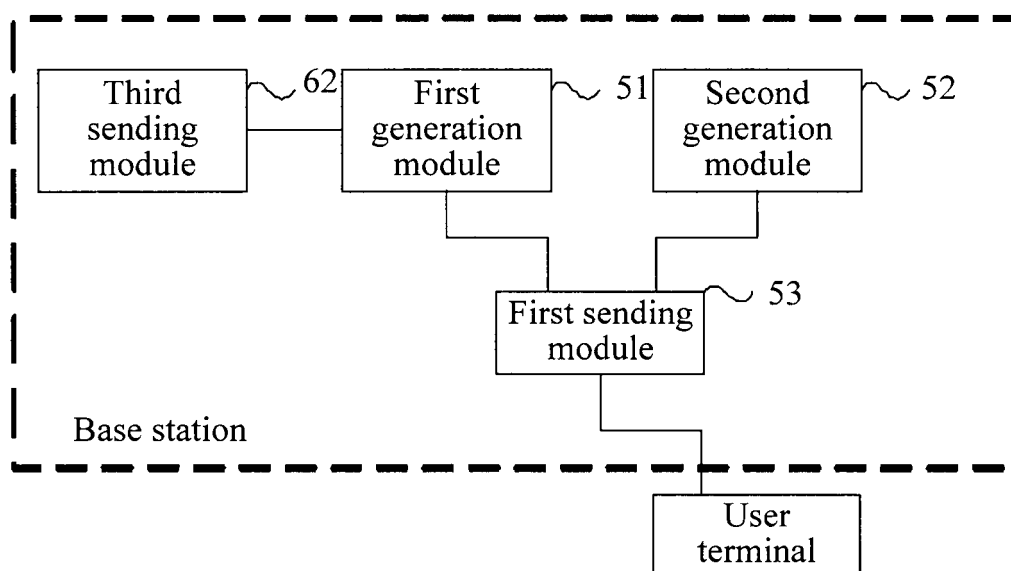 Third
sending
module
62
First
generation
module
51
Second
generation module
52
First sending
module
53
Base station
User
terminal